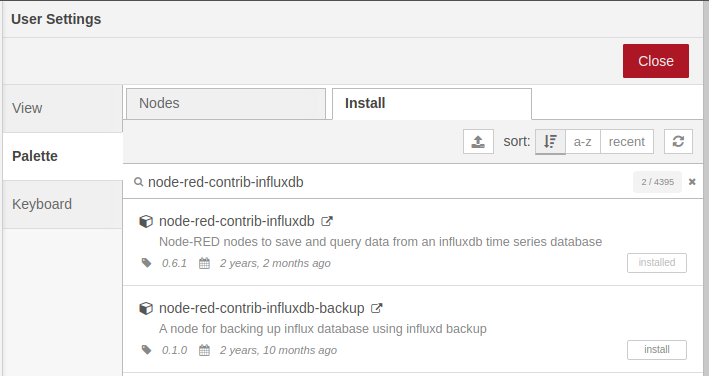 User Settings
Close
View
Palette
Keyboard
Nodes
Install
sort: a-z recent
node-red-contrib-influxdb 2 / 4395
node-red-contrib-influxdb
Node-RED nodes to save and query data from an influxdb time series database
0.6.1 2 years, 2 months ago installed
node-red-contrib-influxdb-backup
A node for backing up influx database using influxd backup
0.1.0 2 years, 10 months ago install